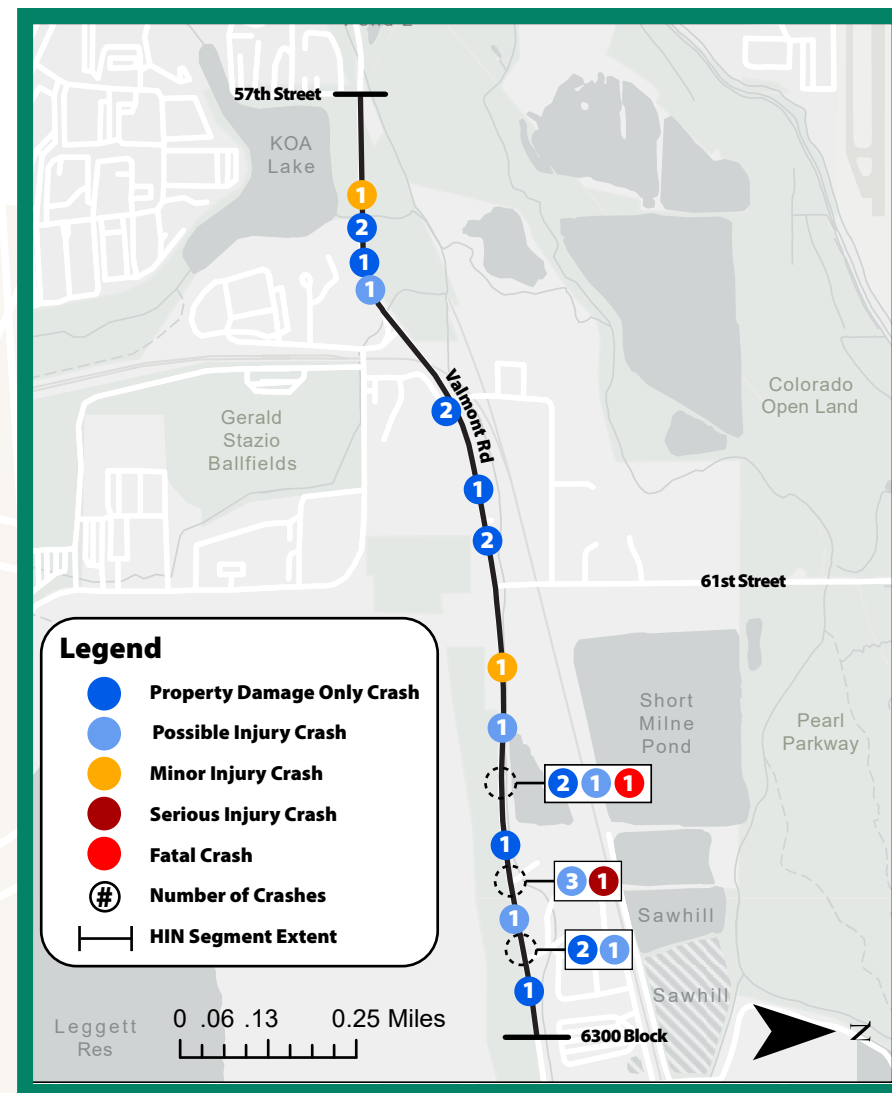 57th Street
KOA
Lake
1
2
1
1
Valmont Rd
2
Colorado
Open Land
Gerald
Stazio
Ballfields
1
2
61st Street
Legend
Property Damage Only Crash
Possible Injury Crash
Minor Injury Crash
Serious Injury Crash
Fatal Crash
# Number of Crashes
HIN Segment Extent
1
Short
Milne
Pond
Pearl
Parkway
1
2 1 1
1
3 1
1
Sawhill
2 1
1
Sawhill
Leggett
Res
0 .06 .13 0.25 Miles
6300 Block
N